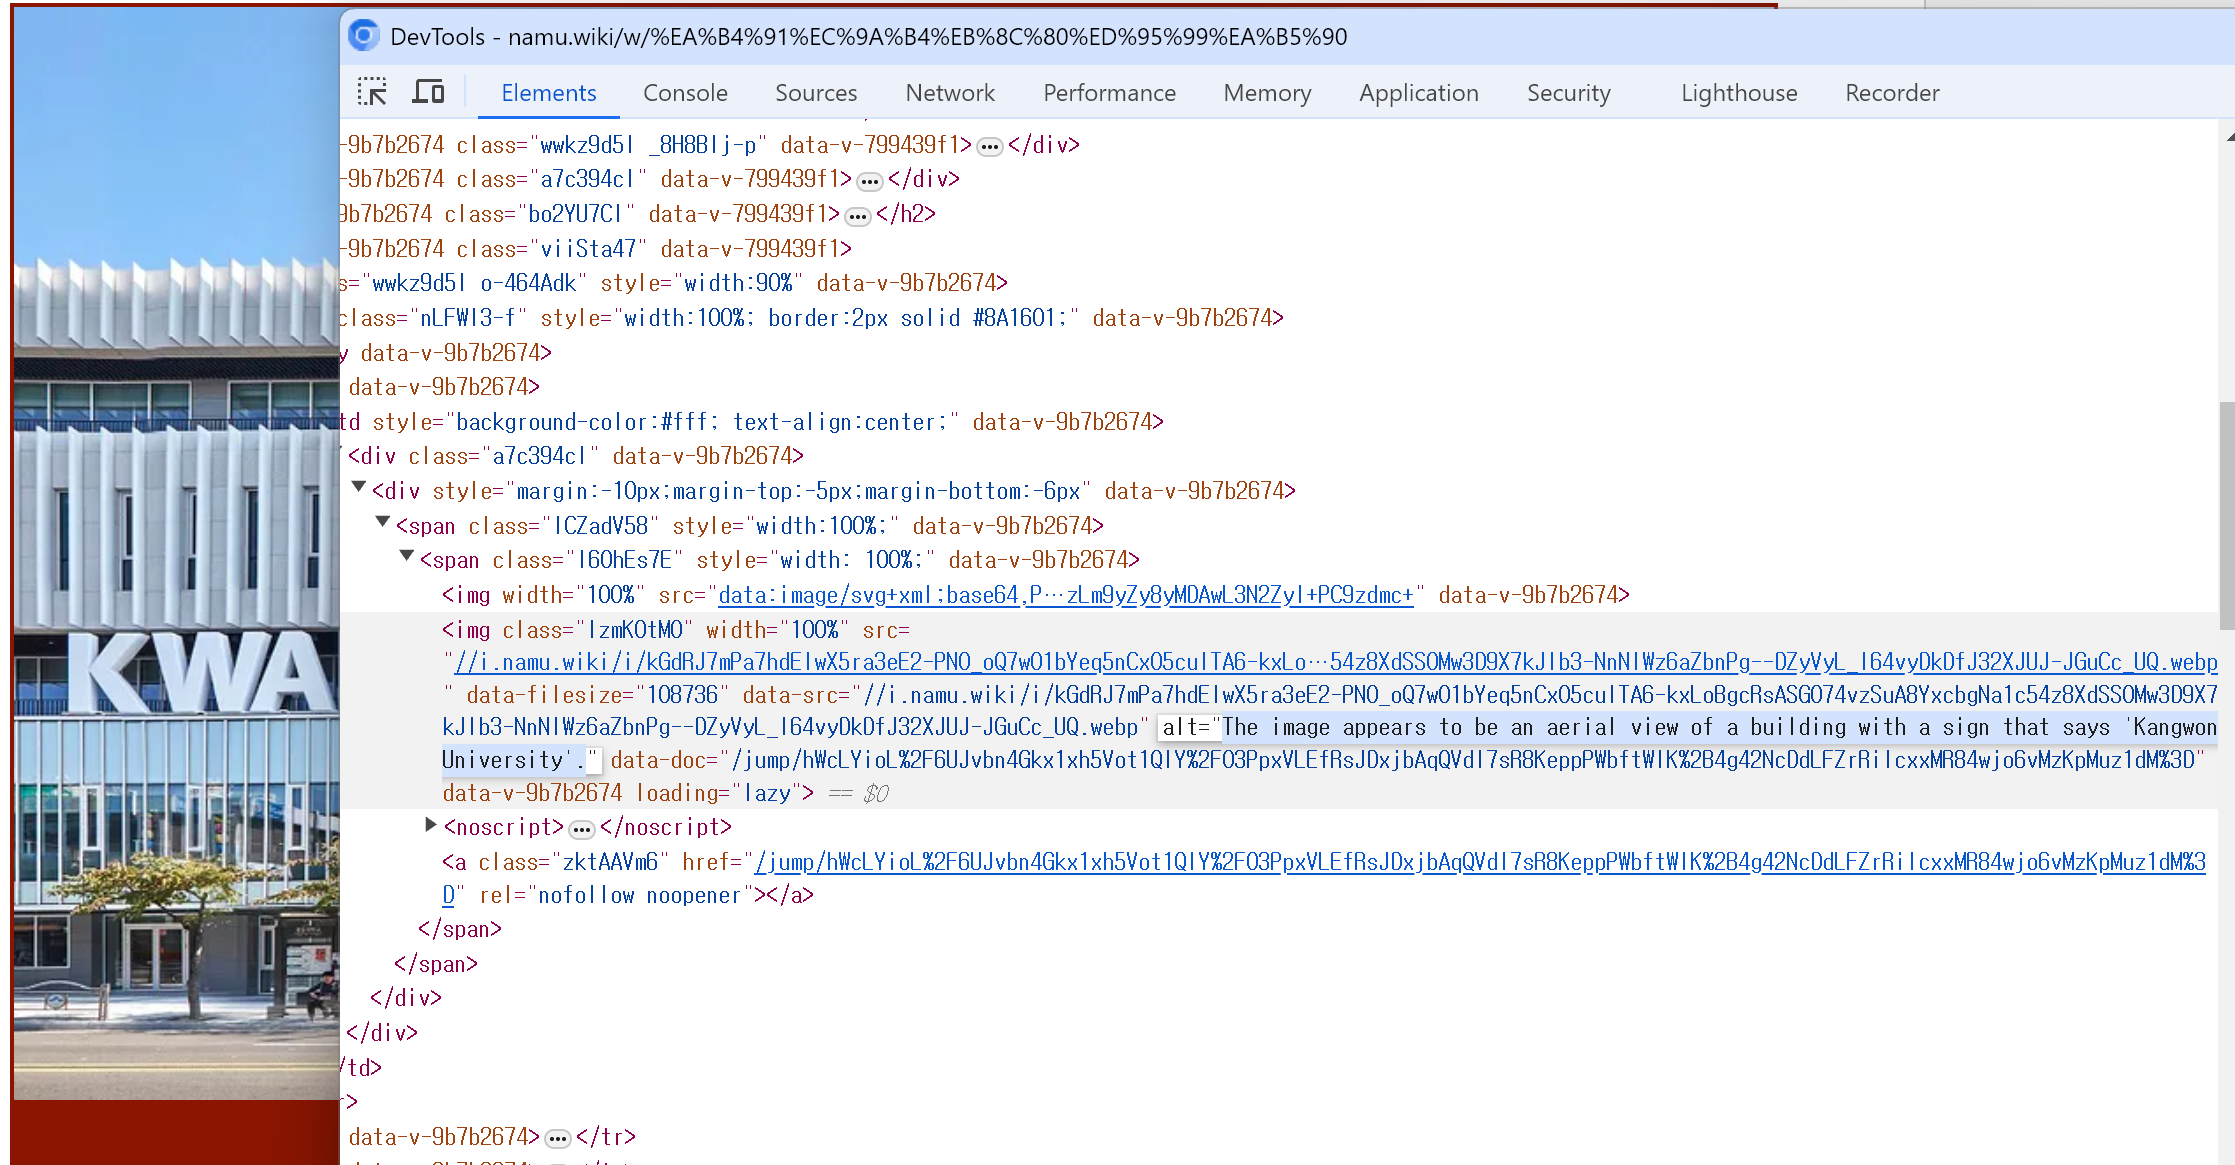 DevTools - namu.wiki/w/%EA%B4%91%EC%9A%B4%EB%8C%80%ED%95%99%EA%B5%90
Elements Console Sources Network Performance Memory Application Security Lighthouse Recorder
-9b7b2674 class="wwkz9d5l _8H8Blj-p" data-v-799439f1> ••• </div>
-9b7b2674 class="a7c394cl" data-v-799439f1> ••• </div>
9b7b2674 class="bo2YU7Cl" data-v-799439f1> ••• </h2>
-9b7b2674 class="viiSta47" data-v-799439f1>
s="wwkz9d5l o-464Adk" style="width:90%" data-v-9b7b2674>
class="nLFWl3-f" style="width:100%; border:2px solid #8A1601;" data-v-9b7b2674>
y data-v-9b7b2674>
data-v-9b7b2674>
td style="background-color:#fff; text-align:center;" data-v-9b7b2674>
<div class="a7c394cl" data-v-9b7b2674>
<div style="margin:-10px;margin-top:-5px;margin-bottom:-6px" data-v-9b7b2674>
<span class="lCZadV58" style="width:100%;" data-v-9b7b2674>
<span class="l6OhEs7E" style="width: 100%;" data-v-9b7b2674>
<img width="100%" src="data:image/svg+xml;base64,P…zLm9yZy8yMDAwL3N2ZyI+PC9zdmc+" data-v-9b7b2674>
<img class="lzmKOtMO" width="100%" src=
"//i.namu.wiki/i/kGdRJ7mPa7hdElwX5ra3eE2-PNO_oQ7wO1bYeq5nCxO5culTA6-kxLo…54z8XdSSOMw3D9X7kJlb3-NnNlWz6aZbnPg--DZyVyL_l64vyDkDfJ32XJUJ-JGuCc_UQ.webp
" data-filesize="108736" data-src="//i.namu.wiki/i/kGdRJ7mPa7hdElwX5ra3eE2-PNO_oQ7wO1bYeq5nCxO5culTA6-kxLoBgcRsASGO74vzSuA8YxcbgNa1c54z8XdSSOMw3D9X7
kJlb3-NnNlWz6aZbnPg--DZyVyL_l64vyDkDfJ32XJUJ-JGuCc_UQ.webp" alt="The image appears to be an aerial view of a building with a sign that says 'Kangwon
University'." data-doc="/jump/hWcLYioL%2F6UJvbn4Gkx1xh5Vot1QlY%2FO3PpxVLEfRsJDxjbAqQVdl7sR8KeppPWbftWlK%2B4g42NcDdLFZrRilcxxMR84wjo6vMzKpMuz1dM%3D"
data-v-9b7b2674 loading="lazy"> == $0
<noscript> ••• </noscript>
<a class="zktAAVm6" href="/jump/hWcLYioL%2F6UJvbn4Gkx1xh5Vot1QlY%2FO3PpxVLEfRsJDxjbAqQVdl7sR8KeppPWbftWlK%2B4g42NcDdLFZrRilcxxMR84wjo6vMzKpMuz1dM%3
D" rel="nofollow noopener"></a>
</span>
</span>
</div>
</div>
/td>
r>
data-v-9b7b2674> ••• </tr>
KWA